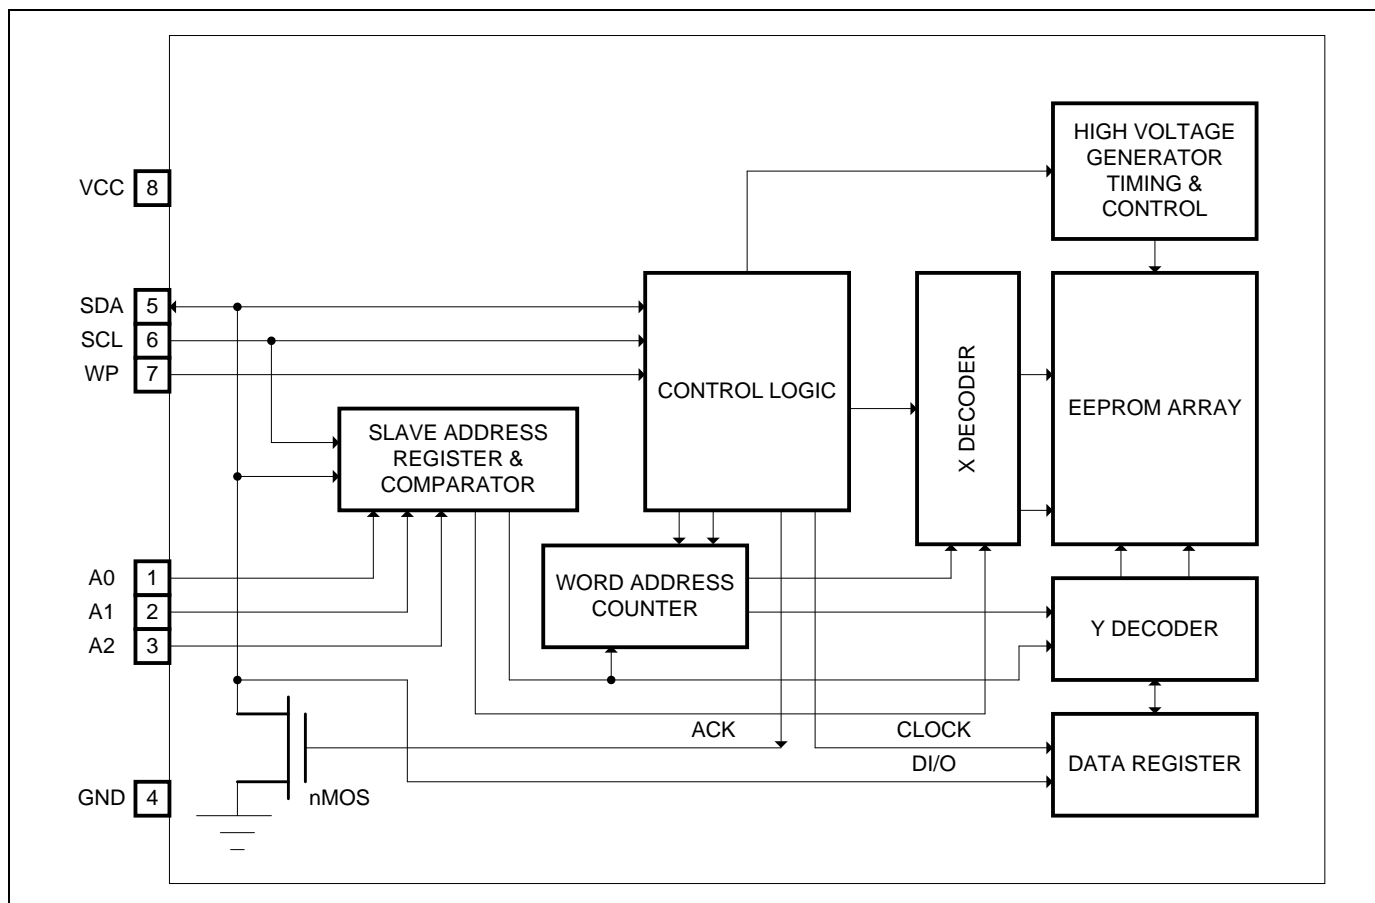 HIGH VOLTAGE
GENERATOR
TIMING &
CONTROL
VCC 8
SDA 5
SCL 6
WP 7
CONTROL LOGIC
X DECODER
EEPROM ARRAY
SLAVE ADDRESS
REGISTER &
COMPARATOR
A0 1
A1 2
A2 3
WORD ADDRESS
COUNTER
Y DECODER
ACK
CLOCK
DI/O
DATA REGISTER
GND 4
nMOS